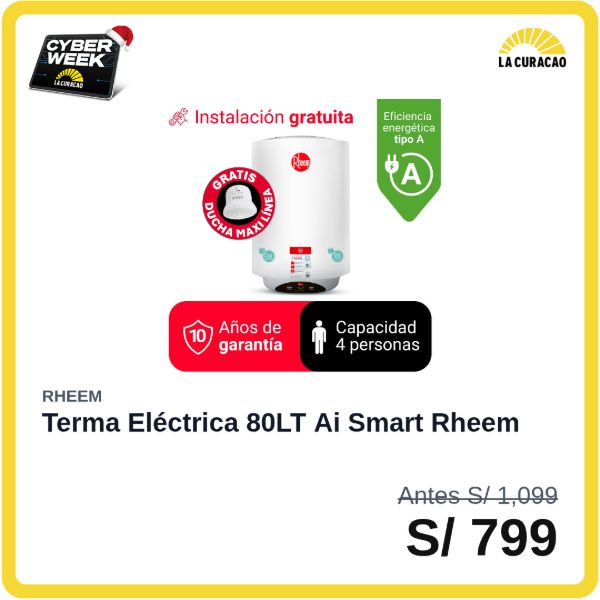 CYBER
WEEK
LA CURACAO
LA CURACAO
Instalación gratuita
Eficiencia
energética
tipo A
A
Rheem
GRATIS
DUCHA MAXI LÍNEA
10
Años de
garantía
Capacidad
4 personas
RHEEM
Terma Eléctrica 80LT Ai Smart Rheem
Antes S/ 1,099
S/ 799